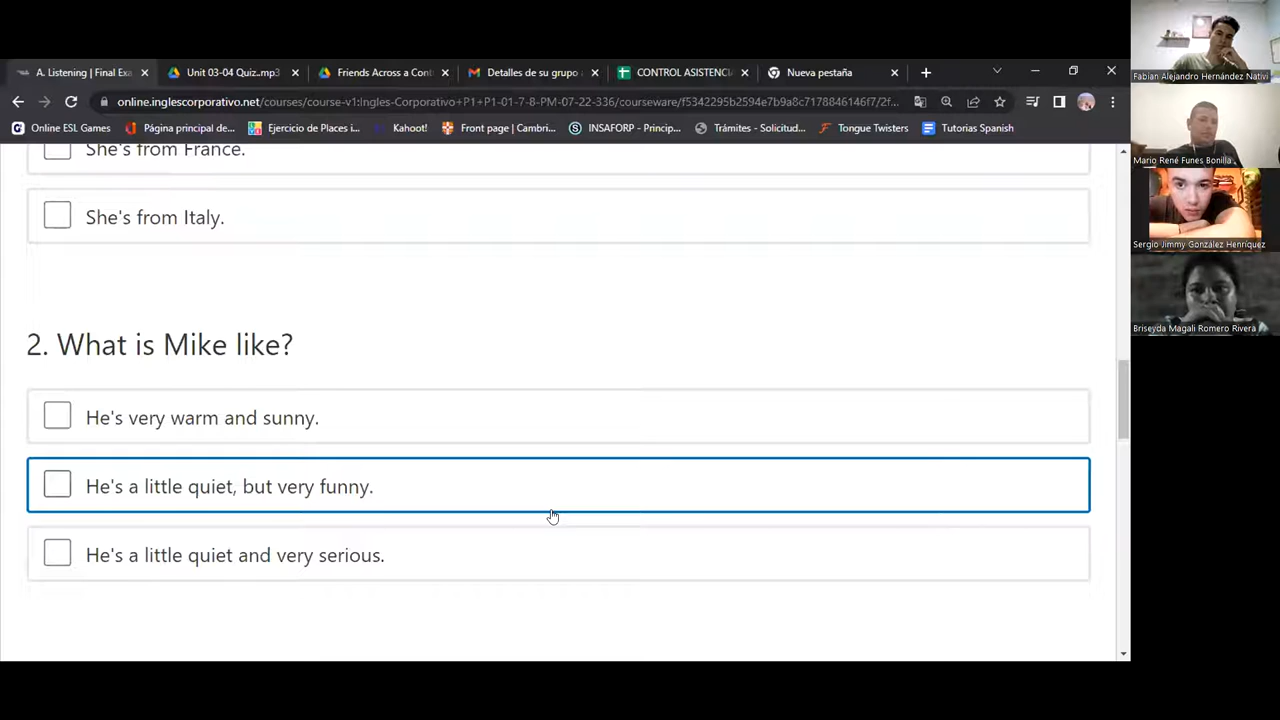 A. Listening | Final Exa
Unit 03-04 Quiz.mp3
Friends Across a Cont
Detalles de su grupo
CONTROL ASISTENCI
Nueva pestaña
online.inglescorporativo.net/courses/course-v1:Ingles-Corporativo+P1+P1-01-7-8-PM-07-22-336/courseware/f5342295b2594e7b9a8c7178846146f7/2f...
Online ESL Games
Página principal de...
Ejercicio de Places i...
Kahoot!
Front page | Cambri...
INSAFORP - Princip...
Trámites - Solicitud...
Tongue Twisters
Tutorias Spanish
She's from France.
She's from Italy.
2. What is Mike like?
He's very warm and sunny.
He's a little quiet, but very funny.
He's a little quiet and very serious.
Fabian Alejandro Hernández Nativi
Mario René Funes Bonilla
Sergio Jimmy González Henríquez
Briseyda Magali Romero Rivera